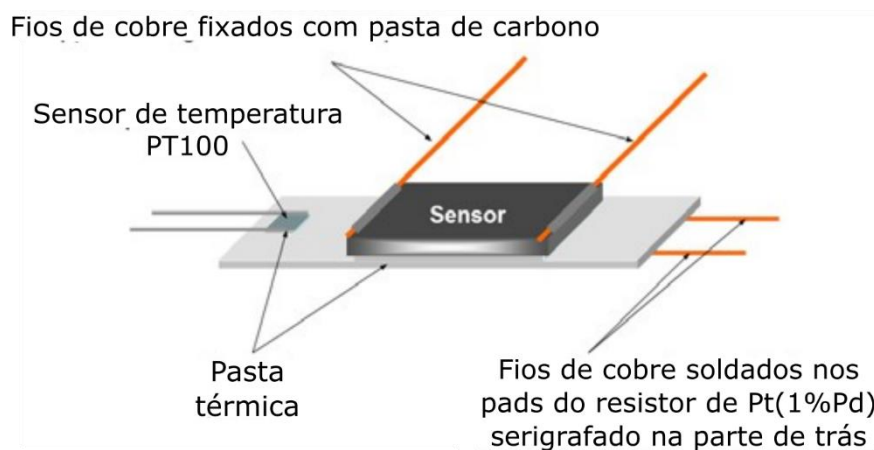 Fios de cobre fixados com pasta de carbono
Sensor de temperatura
PT100
Sensor
Pasta
térmica
Fios de cobre soldados nos
pads do resistor de Pt(1%Pd)
serigrafado na parte de trás